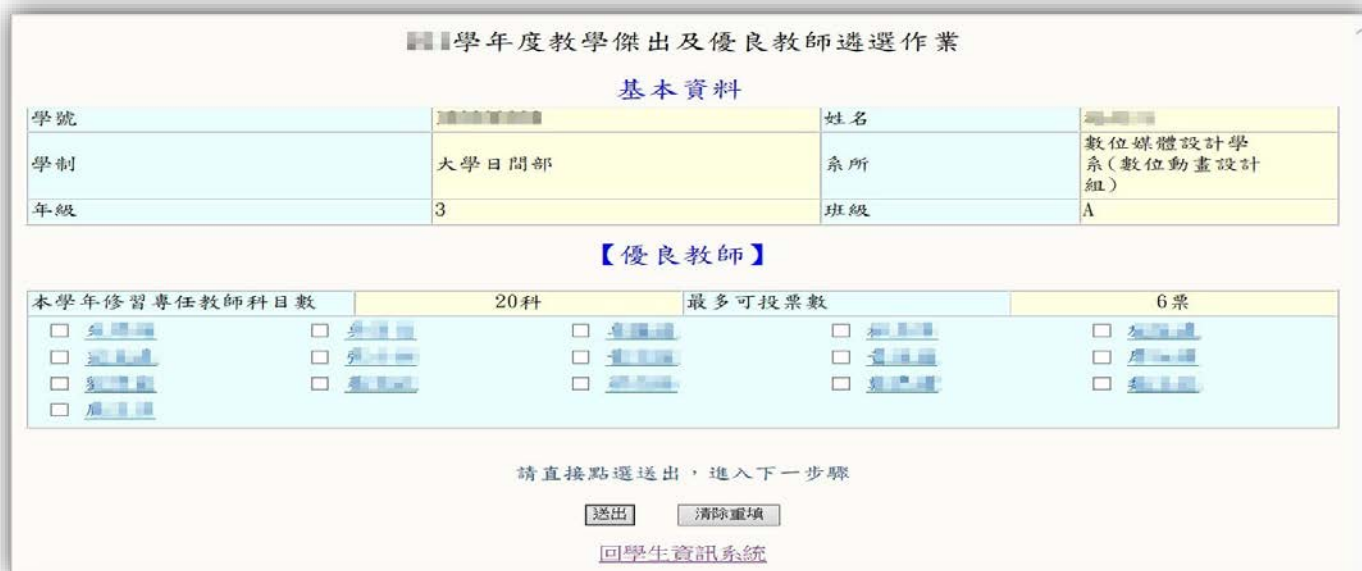 學年度教學傑出及優良教師遴選作業
基本資料
學號 姓名
學制 大學日間部 系所 數位媒體設計學
系(數位動畫設計
組)
年級 3 班級 A
【優良教師】
本學年修習專任教師科目數 20科 最多可投票數 6票
請直接點選送出，進入下一步驟
送出 清除重填
回學生資訊系統